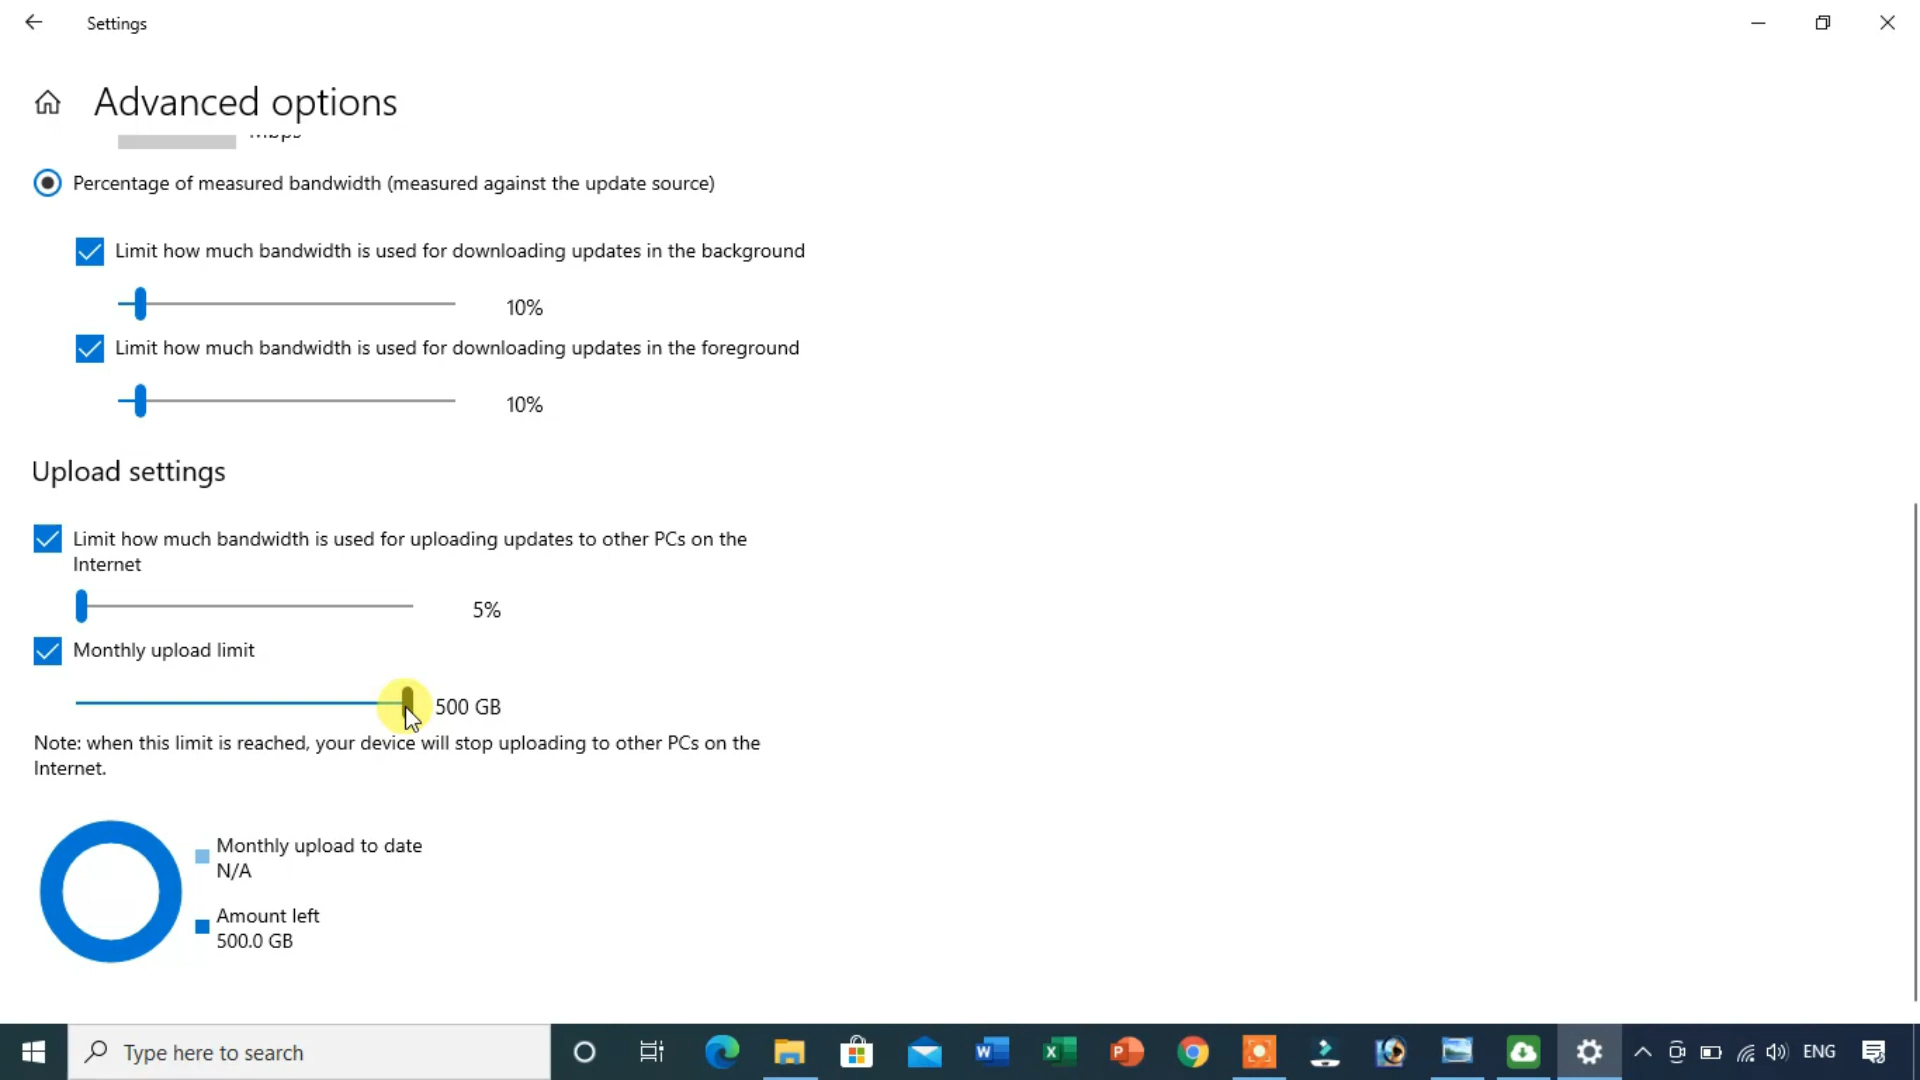 Settings
Advanced options
Mbps
Percentage of measured bandwidth (measured against the update source)
Limit how much bandwidth is used for downloading updates in the background
10%
Limit how much bandwidth is used for downloading updates in the foreground
10%
Upload settings
Limit how much bandwidth is used for uploading updates to other PCs on the
Internet
5%
Monthly upload limit
500 GB
Note: when this limit is reached, your device will stop uploading to other PCs on the
Internet.
Monthly upload to date
N/A
Amount left
500.0 GB
Type here to search
ENG